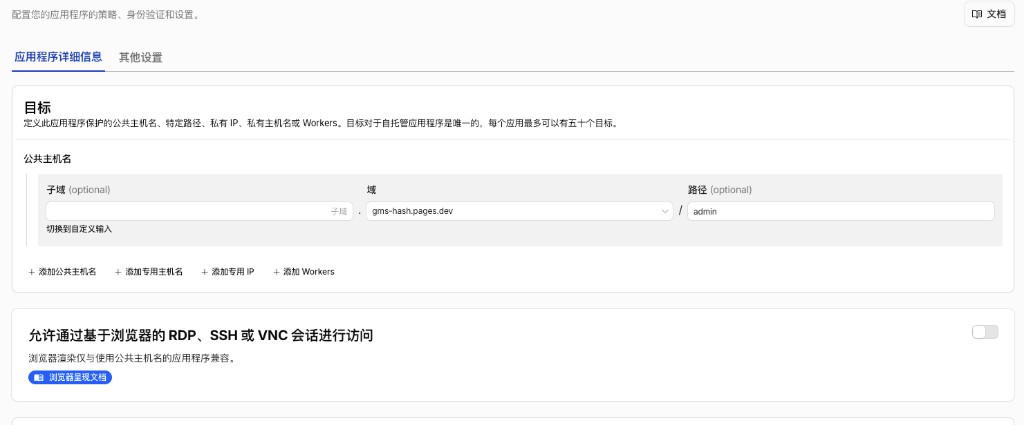 配置您的应用程序的策略、身份验证和设置。
文档
应用程序详细信息 其他设置
目标
定义此应用程序保护的公共主机名、特定路径、私有 IP、私有主机名或 Workers。目标对于自托管应用程序是唯一的，每个应用最多可以有五十个目标。
公共主机名
子域 (optional) 域 路径 (optional)
子域 . gms-hash.pages.dev / admin
切换到自定义输入
+ 添加公共主机名 + 添加专用主机名 + 添加专用 IP + 添加 Workers
允许通过基于浏览器的 RDP、SSH 或 VNC 会话进行访问
浏览器渲染仅与使用公共主机名的应用程序兼容。
浏览器呈现文档